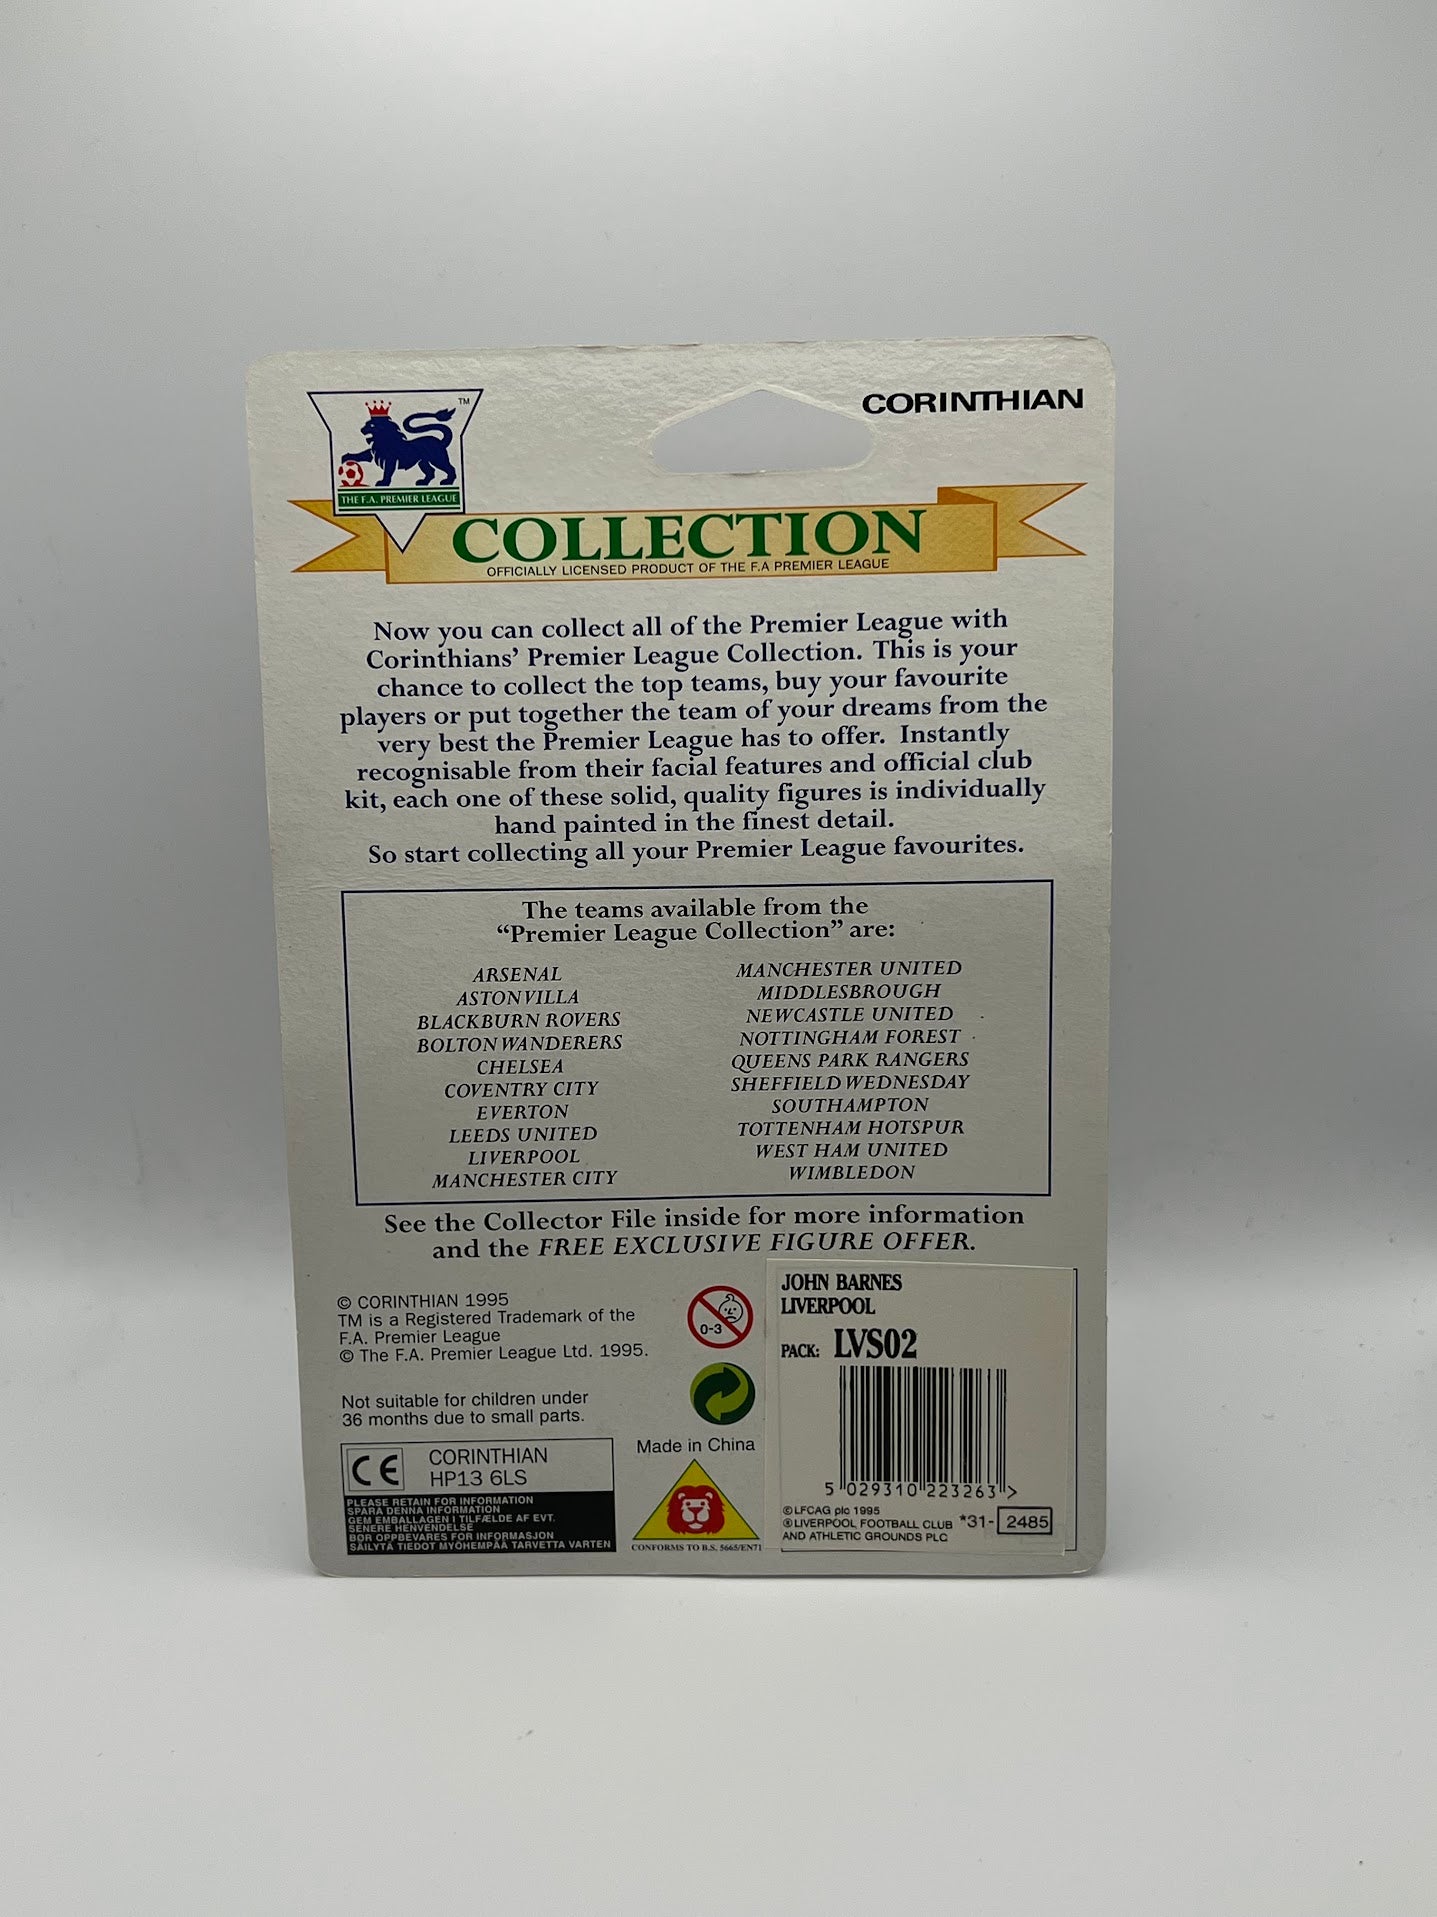 TM
THE F.A. PREMIER LEAGUE
CORINTHIAN
COLLECTION
OFFICIALLY LICENSED PRODUCT OF THE F.A PREMIER LEAGUE
Now you can collect all of the Premier League with
Corinthians' Premier League Collection. This is your
chance to collect the top teams, buy your favourite
players or put together the team of your dreams from the
very best the Premier League has to offer. Instantly
recognisable from their facial features and official club
kit, each one of these solid, quality figures is individually
hand painted in the finest detail.
So start collecting all your Premier League favourites.
The teams available from the
“Premier League Collection” are:
ARSENAL
ASTON VILLA
BLACKBURN ROVERS
BOLTON WANDERERS
CHELSEA
COVENTRY CITY
EVERTON
LEEDS UNITED
LIVERPOOL
MANCHESTER CITY
MANCHESTER UNITED
MIDDLESBROUGH
NEWCASTLE UNITED
NOTTINGHAM FOREST
QUEENS PARK RANGERS
SHEFFIELD WEDNESDAY
SOUTHAMPTON
TOTTENHAM HOTSPUR
WEST HAM UNITED
WIMBLEDON
See the Collector File inside for more information
and the FREE EXCLUSIVE FIGURE OFFER.
© CORINTHIAN 1995
TM is a Registered Trademark of the
F.A. Premier League
© The F.A. Premier League Ltd. 1995.
Not suitable for children under
36 months due to small parts.
CE
CORINTHIAN
HP13 6LS
PLEASE RETAIN FOR INFORMATION
SPARA DENNA INFORMATION
GEM EMBALLAGEN I TILFÆLDE AF EVT.
SENERE HENVENDELSE
BØR OPPBEVARES FOR INFORMASJON
SÄILYTÄ TIEDOT MYÖHEMPÄÄ TARVETTA VARTEN
0-3
Made in China
CONFORMS TO B.S. 5665/EN71
JOHN BARNES
LIVERPOOL
PACK: LVS02
5 029310 223263 >
© LFCAG plc 1995
® LIVERPOOL FOOTBALL CLUB
AND ATHLETIC GROUNDS PLC
*31- 2485